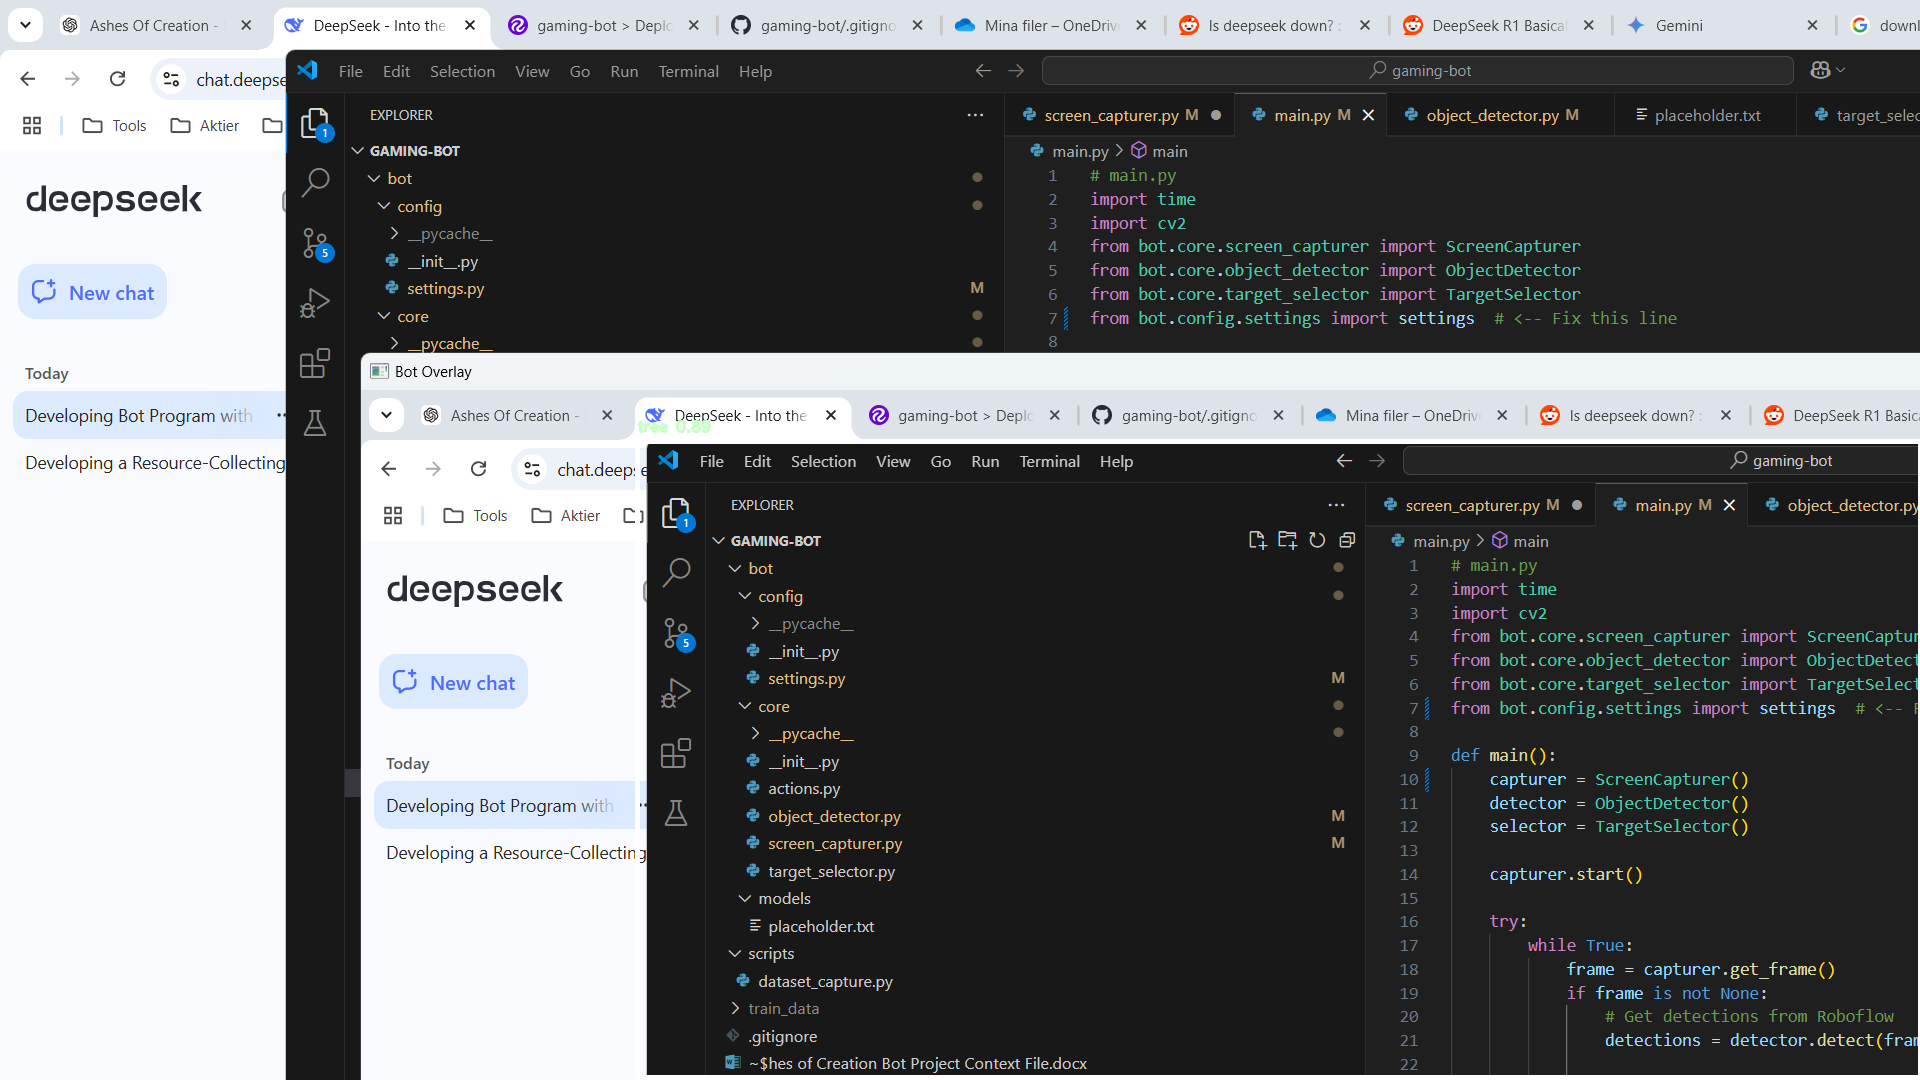 Ashes Of Creation -
DeepSeek - Into the
gaming-bot > Deplo
gaming-bot/.gitigno
Mina filer – OneDrive
Is deepseek down? :
DeepSeek R1 Basical
Gemini
downl
chat.deepse
File Edit Selection View Go Run Terminal Help
gaming-bot
Tools
Aktier
EXPLORER
1
screen_capturer.py M
main.py M
object_detector.py M
placeholder.txt
target_selec
GAMING-BOT
main.py > main
bot
1 # main.py
deepseek
config
2 import time
__pycache__
3 import cv2
5
__init__.py
4 from bot.core.screen_capturer import ScreenCapturer
5 from bot.core.object_detector import ObjectDetector
New chat
settings.py M
6 from bot.core.target_selector import TargetSelector
core
7 from bot.config.settings import settings # <-- Fix this line
__pycache__
8
Today
Developing Bot Program with
Developing a Resource-Collecting
Bot Overlay
Ashes Of Creation -
DeepSeek - Into the
gaming-bot > Deplo
gaming-bot/.gitigno
Mina filer – OneDrive
Is deepseek down? :
DeepSeek R1 Basica
tree 0.89
chat.deeps e
File Edit Selection View Go Run Terminal Help
gaming-bot
Tools
Aktier
EXPLORER
1
screen_capturer.py M
main.py M
object_detector.py
GAMING-BOT
main.py > main
bot
1 # main.py
deepseek
config
2 import time
__pycache__
3 import cv2
5
__init__.py
4 from bot.core.screen_capturer import ScreenCaptur
5 from bot.core.object_detector import ObjectDetect
New chat
settings.py M
6 from bot.core.target_selector import TargetSelect
core
7 from bot.config.settings import settings # <-- F
__pycache__
8
Today
__init__.py
9 def main():
actions.py
10 capturer = ScreenCapturer()
Developing Bot Program with
object_detector.py M
11 detector = ObjectDetector()
12 selector = TargetSelector()
Developing a Resource-Collecting
screen_capturer.py M
13
target_selector.py
14 capturer.start()
models
15
placeholder.txt
16 try:
scripts
17 while True:
dataset_capture.py
18 frame = capturer.get_frame()
train_data
19 if frame is not None:
.gitignore
20 # Get detections from Roboflow
21 detections = detector.detect(fram
~$hes of Creation Bot Project Context File.docx
22